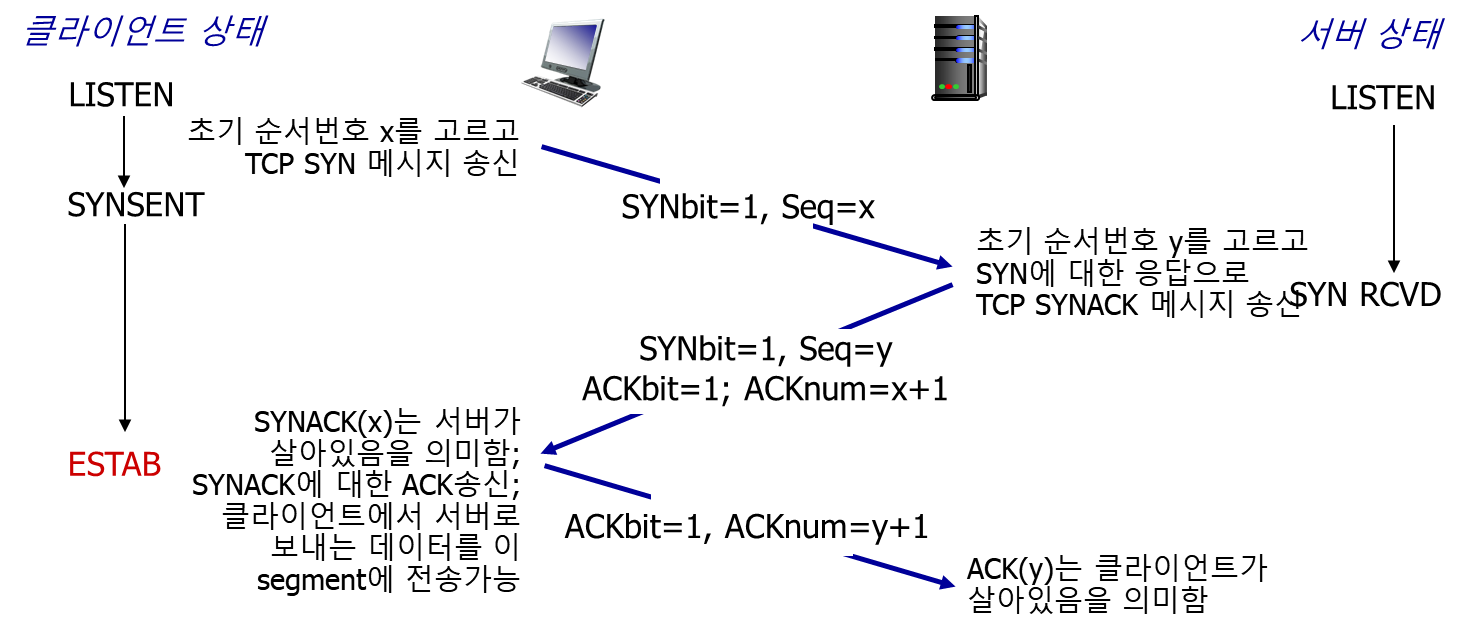 클라이언트 상태
서버 상태
LISTEN
LISTEN
초기 순서번호 x를 고르고
TCP SYN 메시지 송신
SYNSENT
SYNbit=1, Seq=x
초기 순서번호 y를 고르고
SYN에 대한 응답으로
TCP SYNACK 메시지 송신
SYN RCVD
SYNbit=1, Seq=y
ACKbit=1; ACKnum=x+1
ESTAB
SYNACK(x)는 서버가
살아있음을 의미함;
SYNACK에 대한 ACK송신;
클라이언트에서 서버로
보내는 데이터를 이
segment에 전송가능
ACKbit=1, ACKnum=y+1
ACK(y)는 클라이언트가
살아있음을 의미함